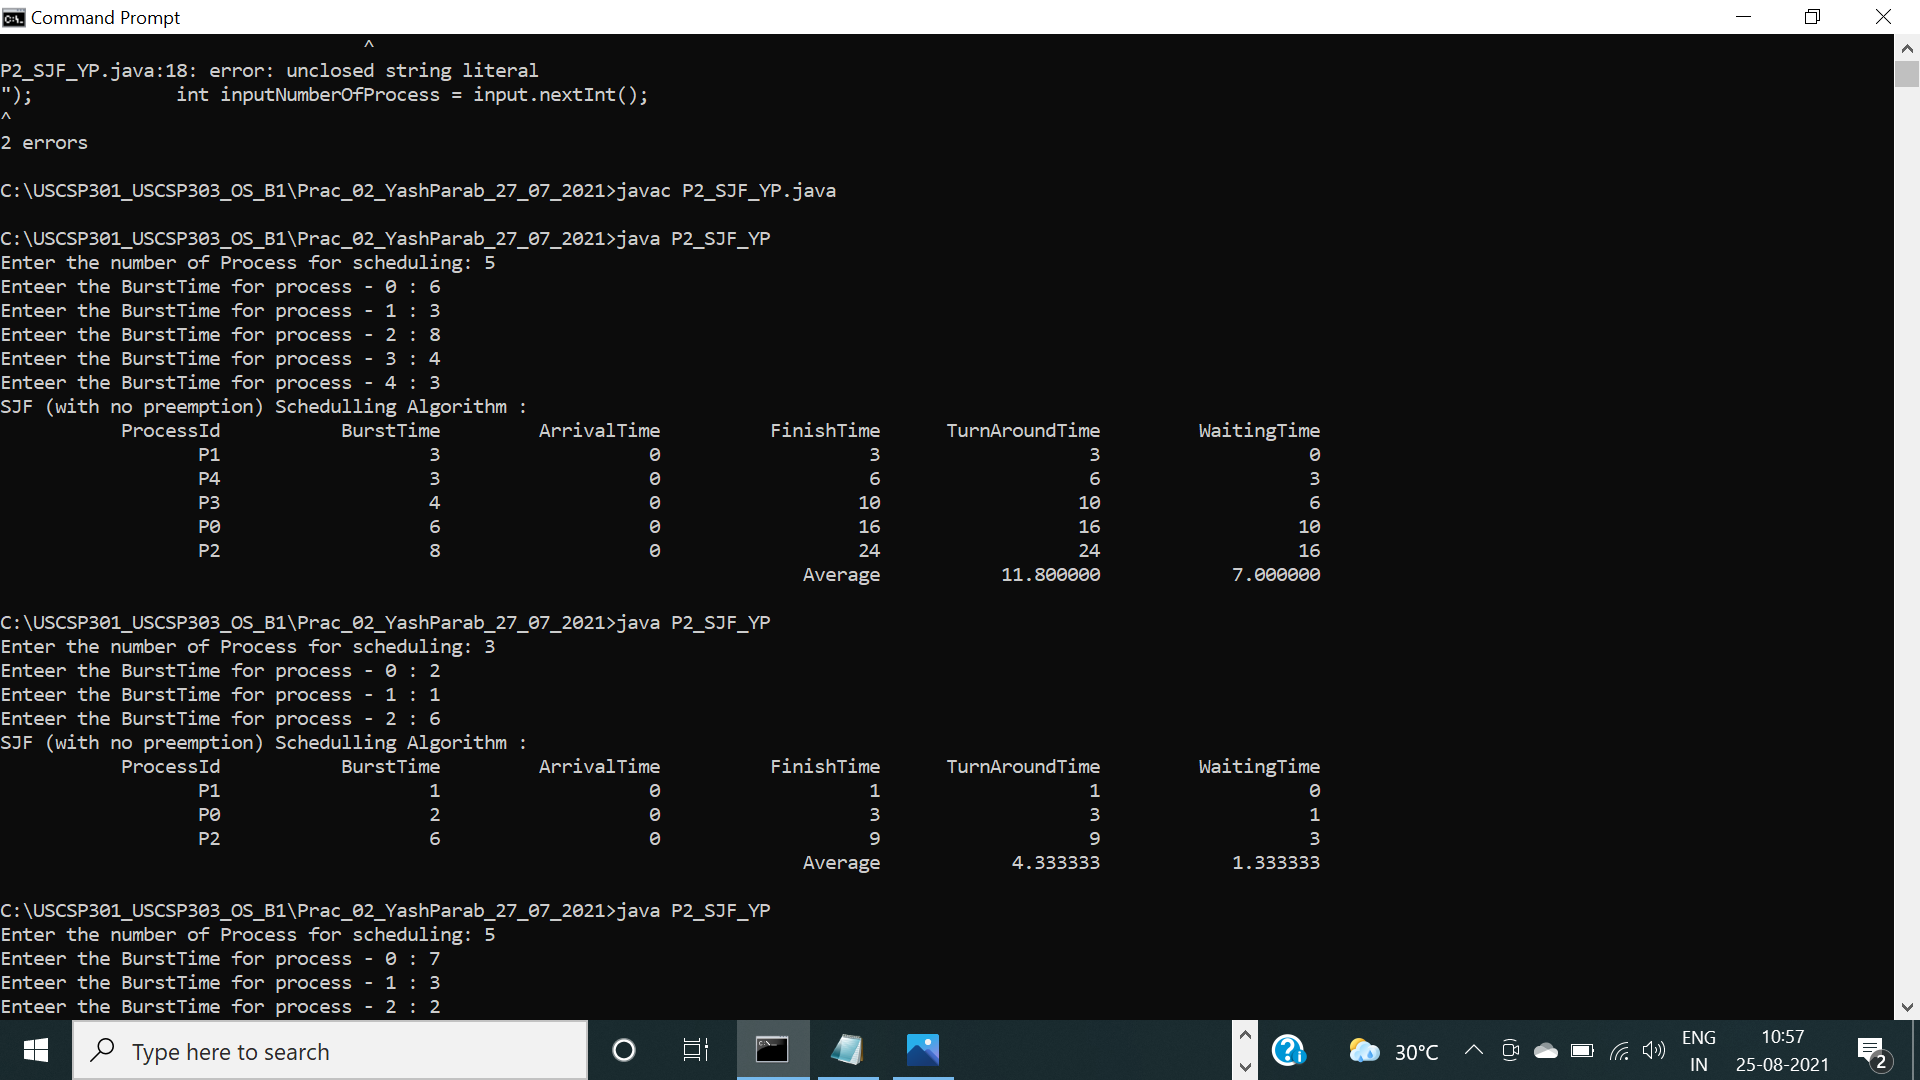 Command Prompt
^
P2_SJF_YP.java:18: error: unclosed string literal
");             int inputNumberOfProcess = input.nextInt();
^
2 errors
C:\USCSP301_USCSP303_OS_B1\Prac_02_YashParab_27_07_2021>javac P2_SJF_YP.java
C:\USCSP301_USCSP303_OS_B1\Prac_02_YashParab_27_07_2021>java P2_SJF_YP
Enter the number of Process for scheduling: 5
Enteer the BurstTime for process - 0 : 6
Enteer the BurstTime for process - 1 : 3
Enteer the BurstTime for process - 2 : 8
Enteer the BurstTime for process - 3 : 4
Enteer the BurstTime for process - 4 : 3
SJF (with no preemption) Schedulling Algorithm :
ProcessId BurstTime ArrivalTime FinishTime TurnAroundTime WaitingTime
P1 3 0 3 3 0
P4 3 0 6 6 3
P3 4 0 10 10 6
P0 6 0 16 16 10
P2 8 0 24 24 16
Average 11.800000 7.000000
C:\USCSP301_USCSP303_OS_B1\Prac_02_YashParab_27_07_2021>java P2_SJF_YP
Enter the number of Process for scheduling: 3
Enteer the BurstTime for process - 0 : 2
Enteer the BurstTime for process - 1 : 1
Enteer the BurstTime for process - 2 : 6
SJF (with no preemption) Schedulling Algorithm :
ProcessId BurstTime ArrivalTime FinishTime TurnAroundTime WaitingTime
P1 1 0 1 1 0
P0 2 0 3 3 1
P2 6 0 9 9 3
Average 4.333333 1.333333
C:\USCSP301_USCSP303_OS_B1\Prac_02_YashParab_27_07_2021>java P2_SJF_YP
Enter the number of Process for scheduling: 5
Enteer the BurstTime for process - 0 : 7
Enteer the BurstTime for process - 1 : 3
Enteer the BurstTime for process - 2 : 2
Type here to search
30°C
ENG
IN
10:57
25-08-2021
2